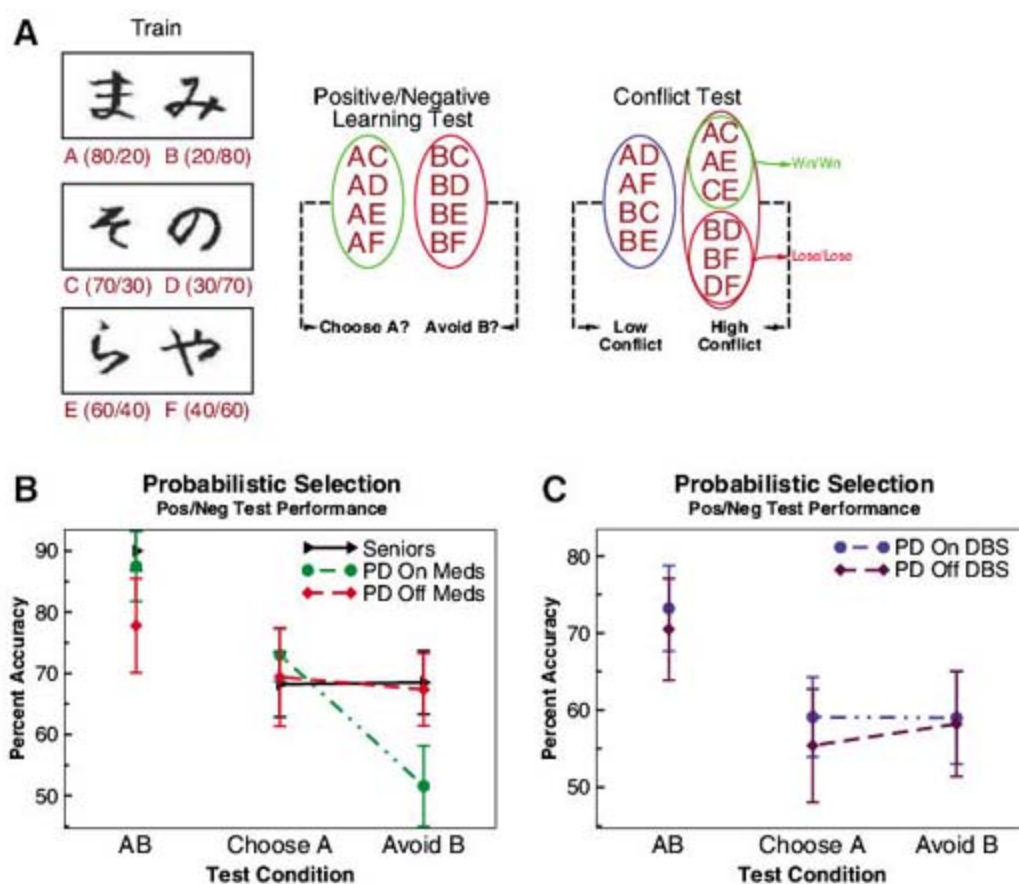 A
Train
ま み
A (80/20) B (20/80)
そ の
C (70/30) D (30/70)
ら や
E (60/40) F (40/60)
Positive/Negative
Learning Test
AC BC
AD BD
AE BE
AF BF
Choose A? Avoid B?
Conflict Test
AD
AF
BC
BE
AC
AE
CE
Win/Win
BD
BF
DF
Lose/Lose
Low
Conflict
High
Conflict
B
Probabilistic Selection
Pos/Neg Test Performance
Percent Accuracy
90
80
70
60
50
Seniors
PD On Meds
PD Off Meds
AB Choose A Avoid B
Test Condition
C
Probabilistic Selection
Pos/Neg Test Performance
Percent Accuracy
80
70
60
50
PD On DBS
PD Off DBS
AB Choose A Avoid B
Test Condition